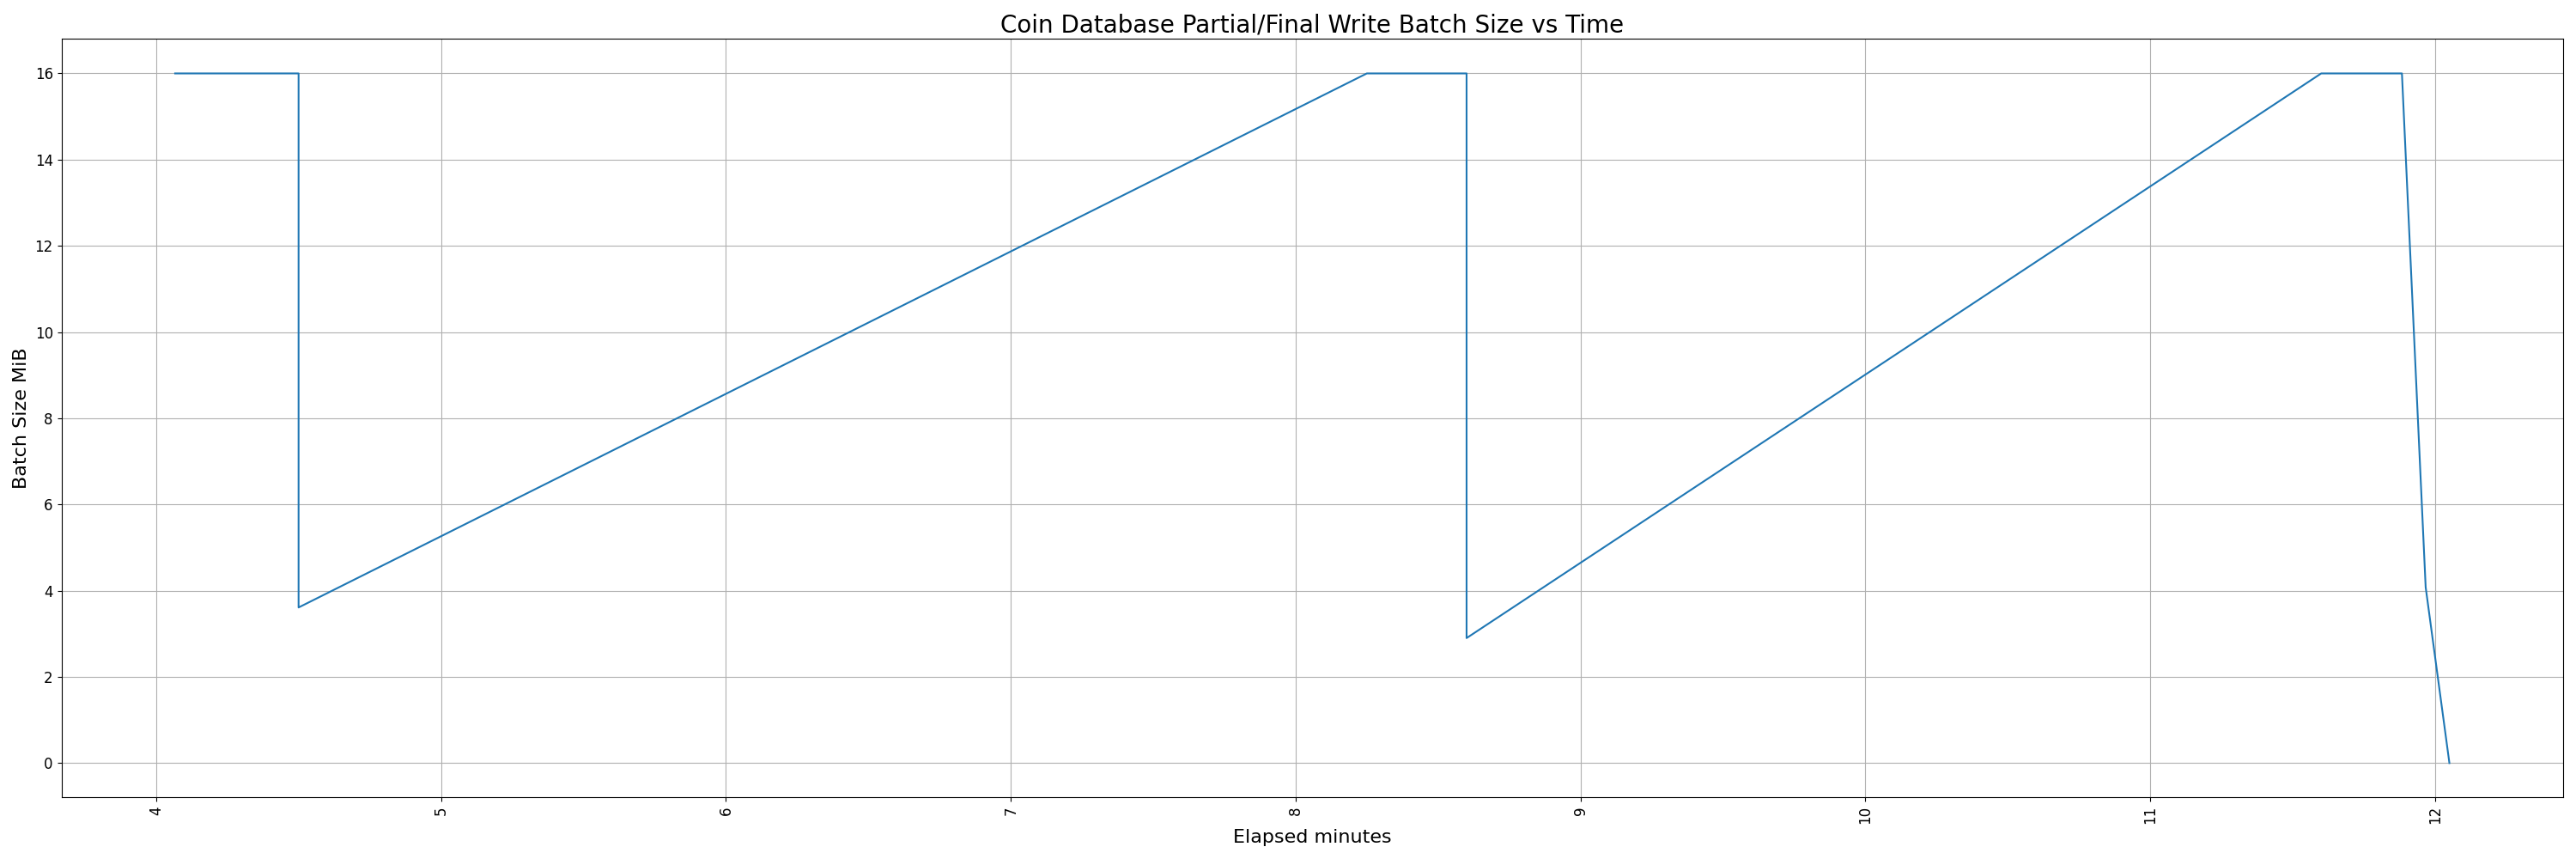 Coin Database Partial/Final Write Batch Size vs Time
Batch Size MiB
16
14
12
10
8
6
4
2
0
4 5 6 7 8 9 10 11 12
Elapsed minutes